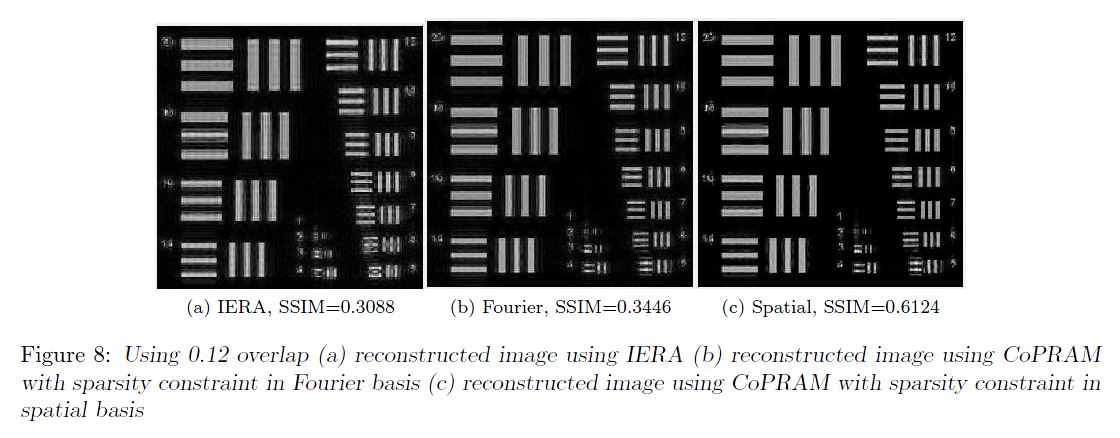 (a) IERA, SSIM=0.3088
(b) Fourier, SSIM=0.3446
(c) Spatial, SSIM=0.6124
Figure 8: Using 0.12 overlap (a) reconstructed image using IERA (b) reconstructed image using CoPRAM
with sparsity constraint in Fourier basis (c) reconstructed image using CoPRAM with sparsity constraint in
spatial basis